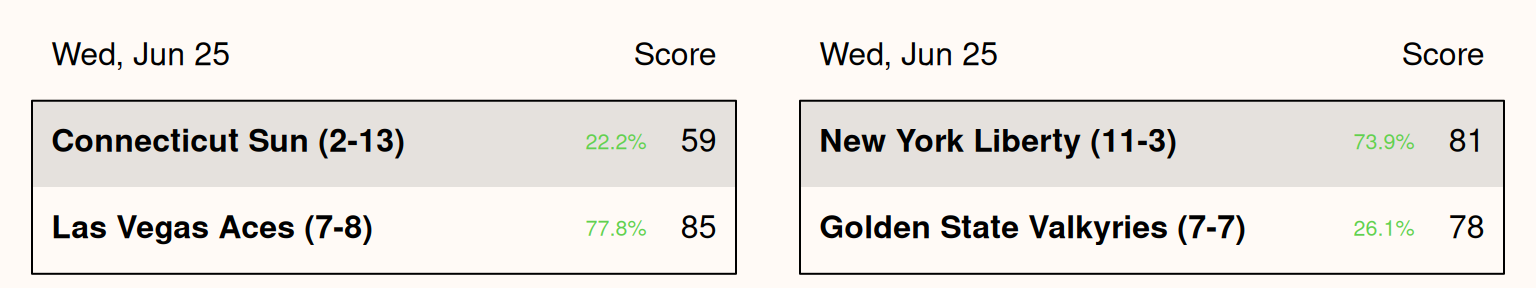 Wed, Jun 25 Score
Connecticut Sun (2-13) 22.2% 59
Las Vegas Aces (7-8) 77.8% 85
Wed, Jun 25 Score
New York Liberty (11-3) 73.9% 81
Golden State Valkyries (7-7) 26.1% 78